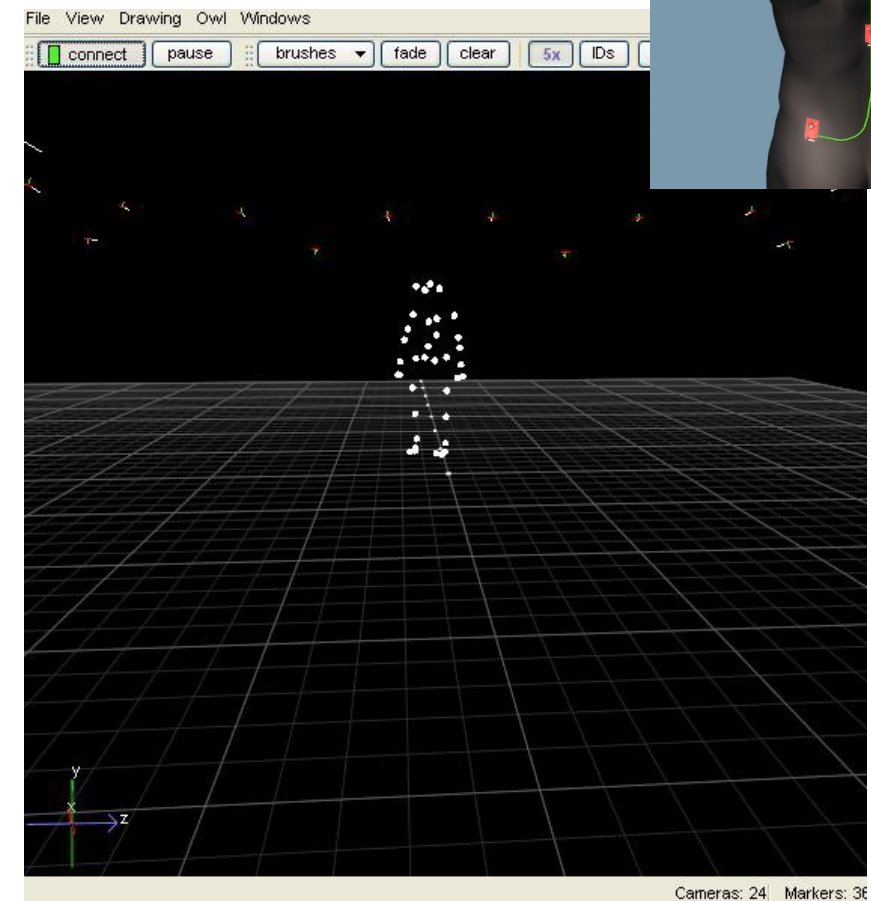 File View Drawing Owl Windows
connect pause brushes fade clear 5x IDs
y
x
z
Cameras: 24 Markers: 36